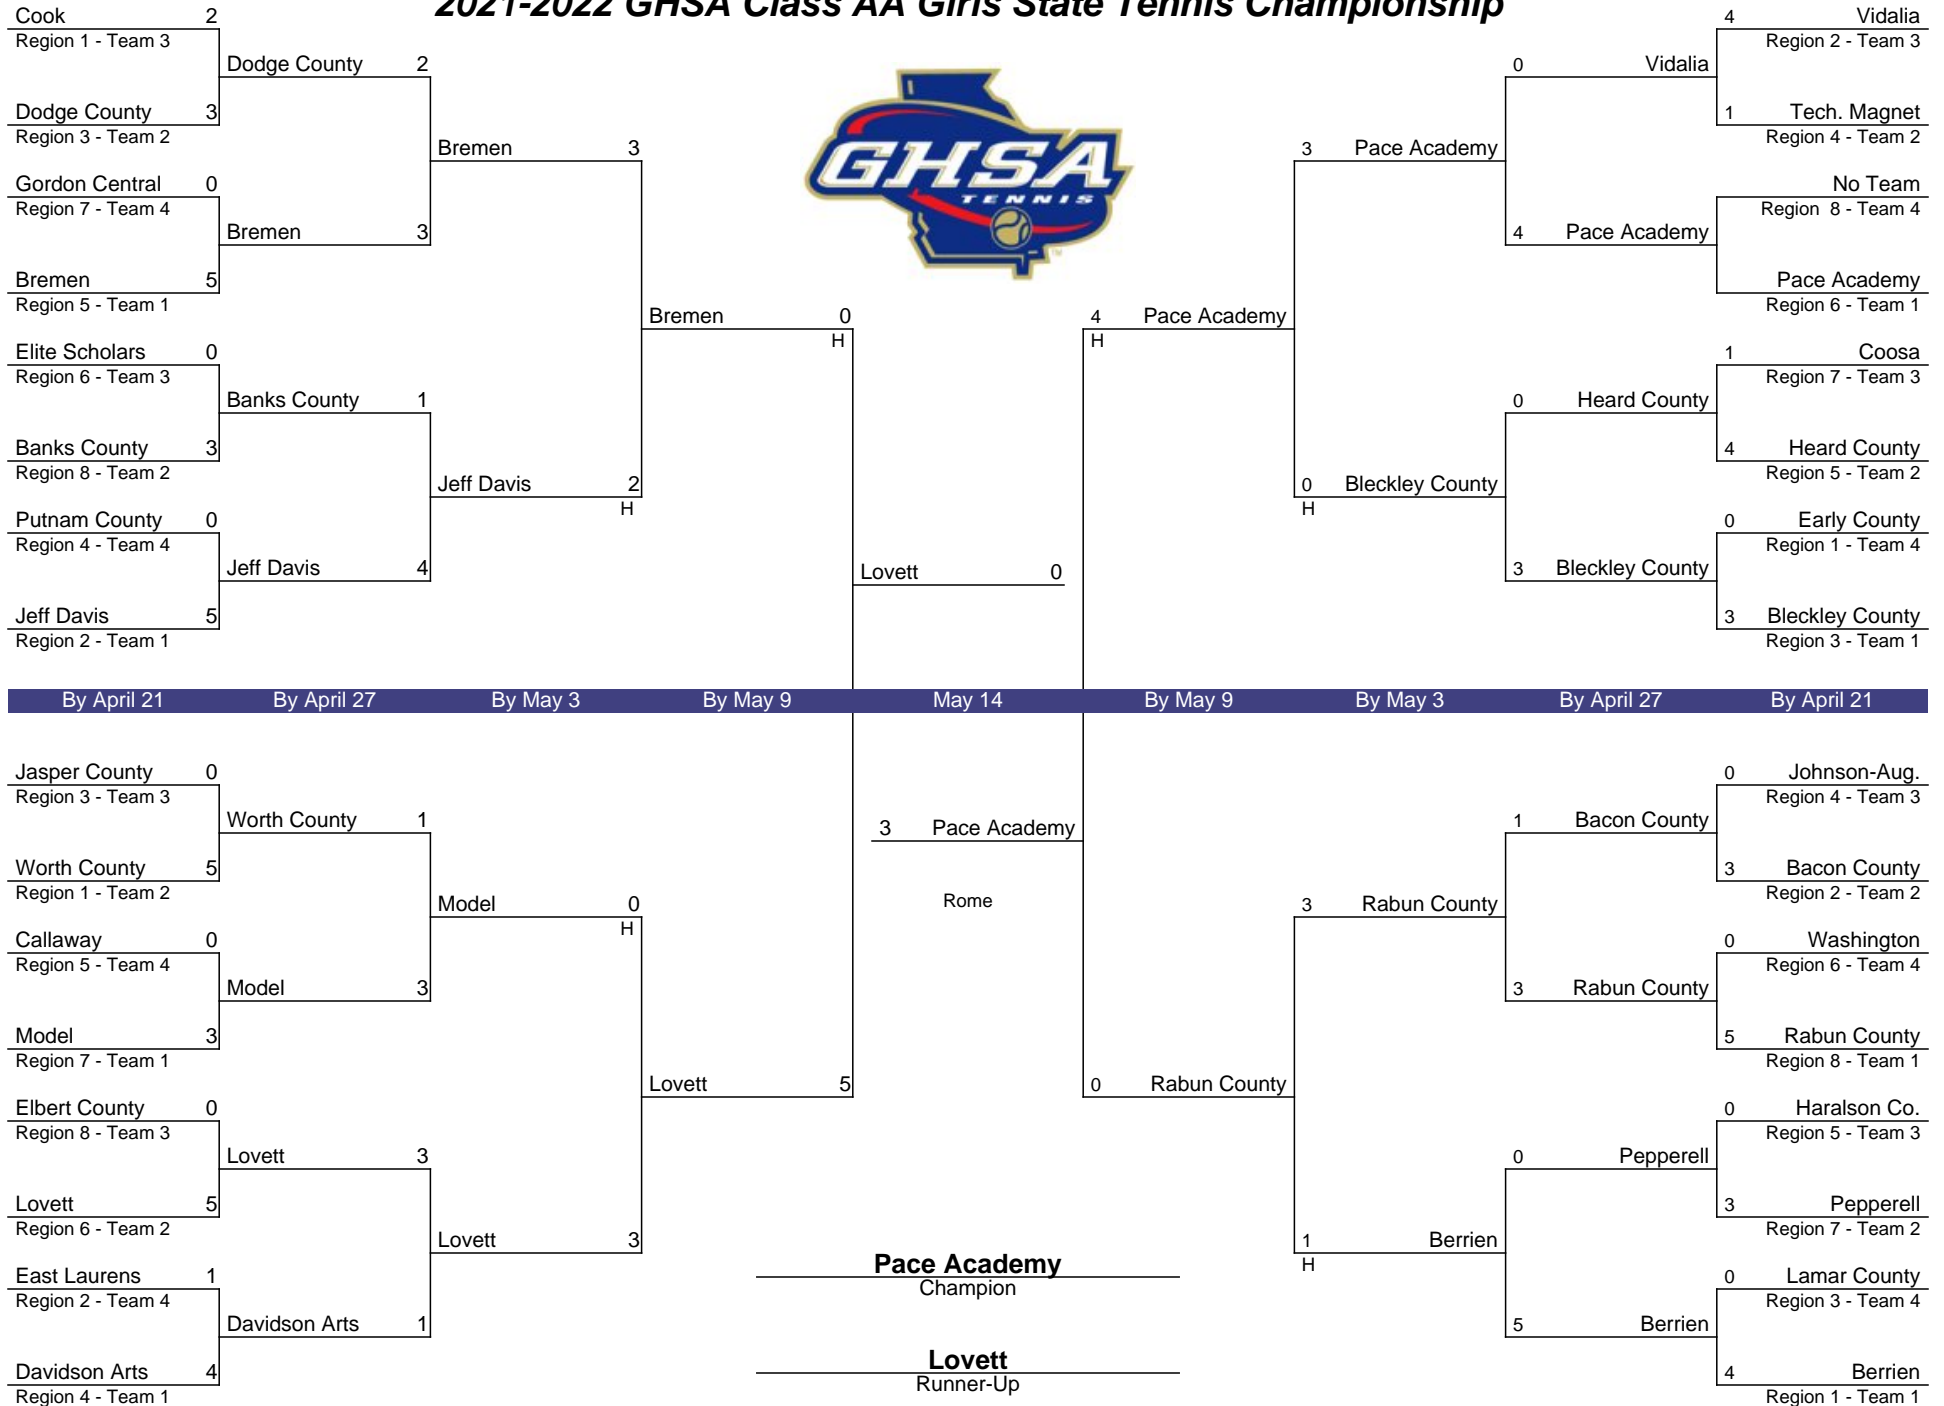 2021-2022 GHSA Class AA Girls State Tennis Championship
Cook 2
Region 1 - Team 3
Dodge County 2
Dodge County 3
Region 3 - Team 2
Bremen 3
Gordon Central 0
Region 7 - Team 4
Bremen 3
Bremen 5
Region 5 - Team 1
Bremen 0
H
Elite Scholars 0
Region 6 - Team 3
Banks County 1
Banks County 3
Region 8 - Team 2
Jeff Davis 2
H
Putnam County 0
Region 4 - Team 4
Jeff Davis 4
Jeff Davis 5
Region 2 - Team 1
Lovett 0
GHSA
TENNIS
TM
4 Vidalia
Region 2 - Team 3
0 Vidalia
1 Tech. Magnet
Region 4 - Team 2
3 Pace Academy
No Team
Region 8 - Team 4
4 Pace Academy
Pace Academy
Region 6 - Team 1
4 Pace Academy
H
1 Coosa
Region 7 - Team 3
0 Heard County
4 Heard County
Region 5 - Team 2
0 Bleckley County
H
0 Early County
Region 1 - Team 4
3 Bleckley County
3 Bleckley County
Region 3 - Team 1
By April 21 By April 27 By May 3 By May 9 May 14 By May 9 By May 3 By April 27 By April 21
Jasper County 0
Region 3 - Team 3
Worth County 1
Worth County 5
Region 1 - Team 2
Model 0
H
Callaway 0
Region 5 - Team 4
Model 3
Model 3
Region 7 - Team 1
Lovett 5
Elbert County 0
Region 8 - Team 3
Lovett 3
Lovett 5
Region 6 - Team 2
Lovett 3
East Laurens 1
Region 2 - Team 4
Davidson Arts 1
Davidson Arts 4
Region 4 - Team 1
3 Pace Academy
Rome
Pace Academy
Champion
Lovett
Runner-Up
0 Johnson-Aug.
Region 4 - Team 3
1 Bacon County
3 Bacon County
Region 2 - Team 2
3 Rabun County
0 Washington
Region 6 - Team 4
3 Rabun County
5 Rabun County
Region 8 - Team 1
0 Rabun County
0 Haralson Co.
Region 5 - Team 3
0 Pepperell
3 Pepperell
Region 7 - Team 2
1 Berrien
H
0 Lamar County
Region 3 - Team 4
5 Berrien
4 Berrien
Region 1 - Team 1